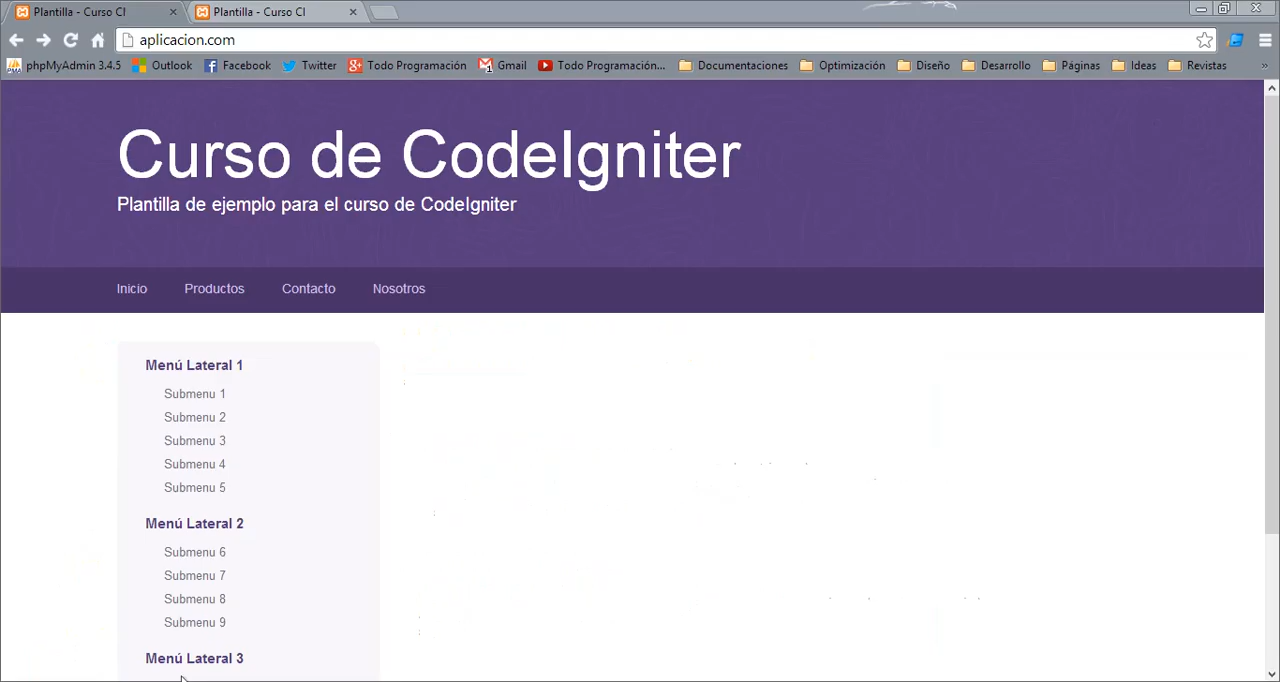 Plantilla - Curso CI
Plantilla - Curso CI
aplicacion.com
phpMyAdmin 3.4.5 Outlook Facebook Twitter Todo Programación Gmail Todo Programación... Documentaciones Optimización Diseño Desarrollo Páginas Ideas Revistas »
Curso de CodeIgniter
Plantilla de ejemplo para el curso de CodeIgniter
Inicio Productos Contacto Nosotros
Menú Lateral 1
Submenu 1
Submenu 2
Submenu 3
Submenu 4
Submenu 5
Menú Lateral 2
Submenu 6
Submenu 7
Submenu 8
Submenu 9
Menú Lateral 3